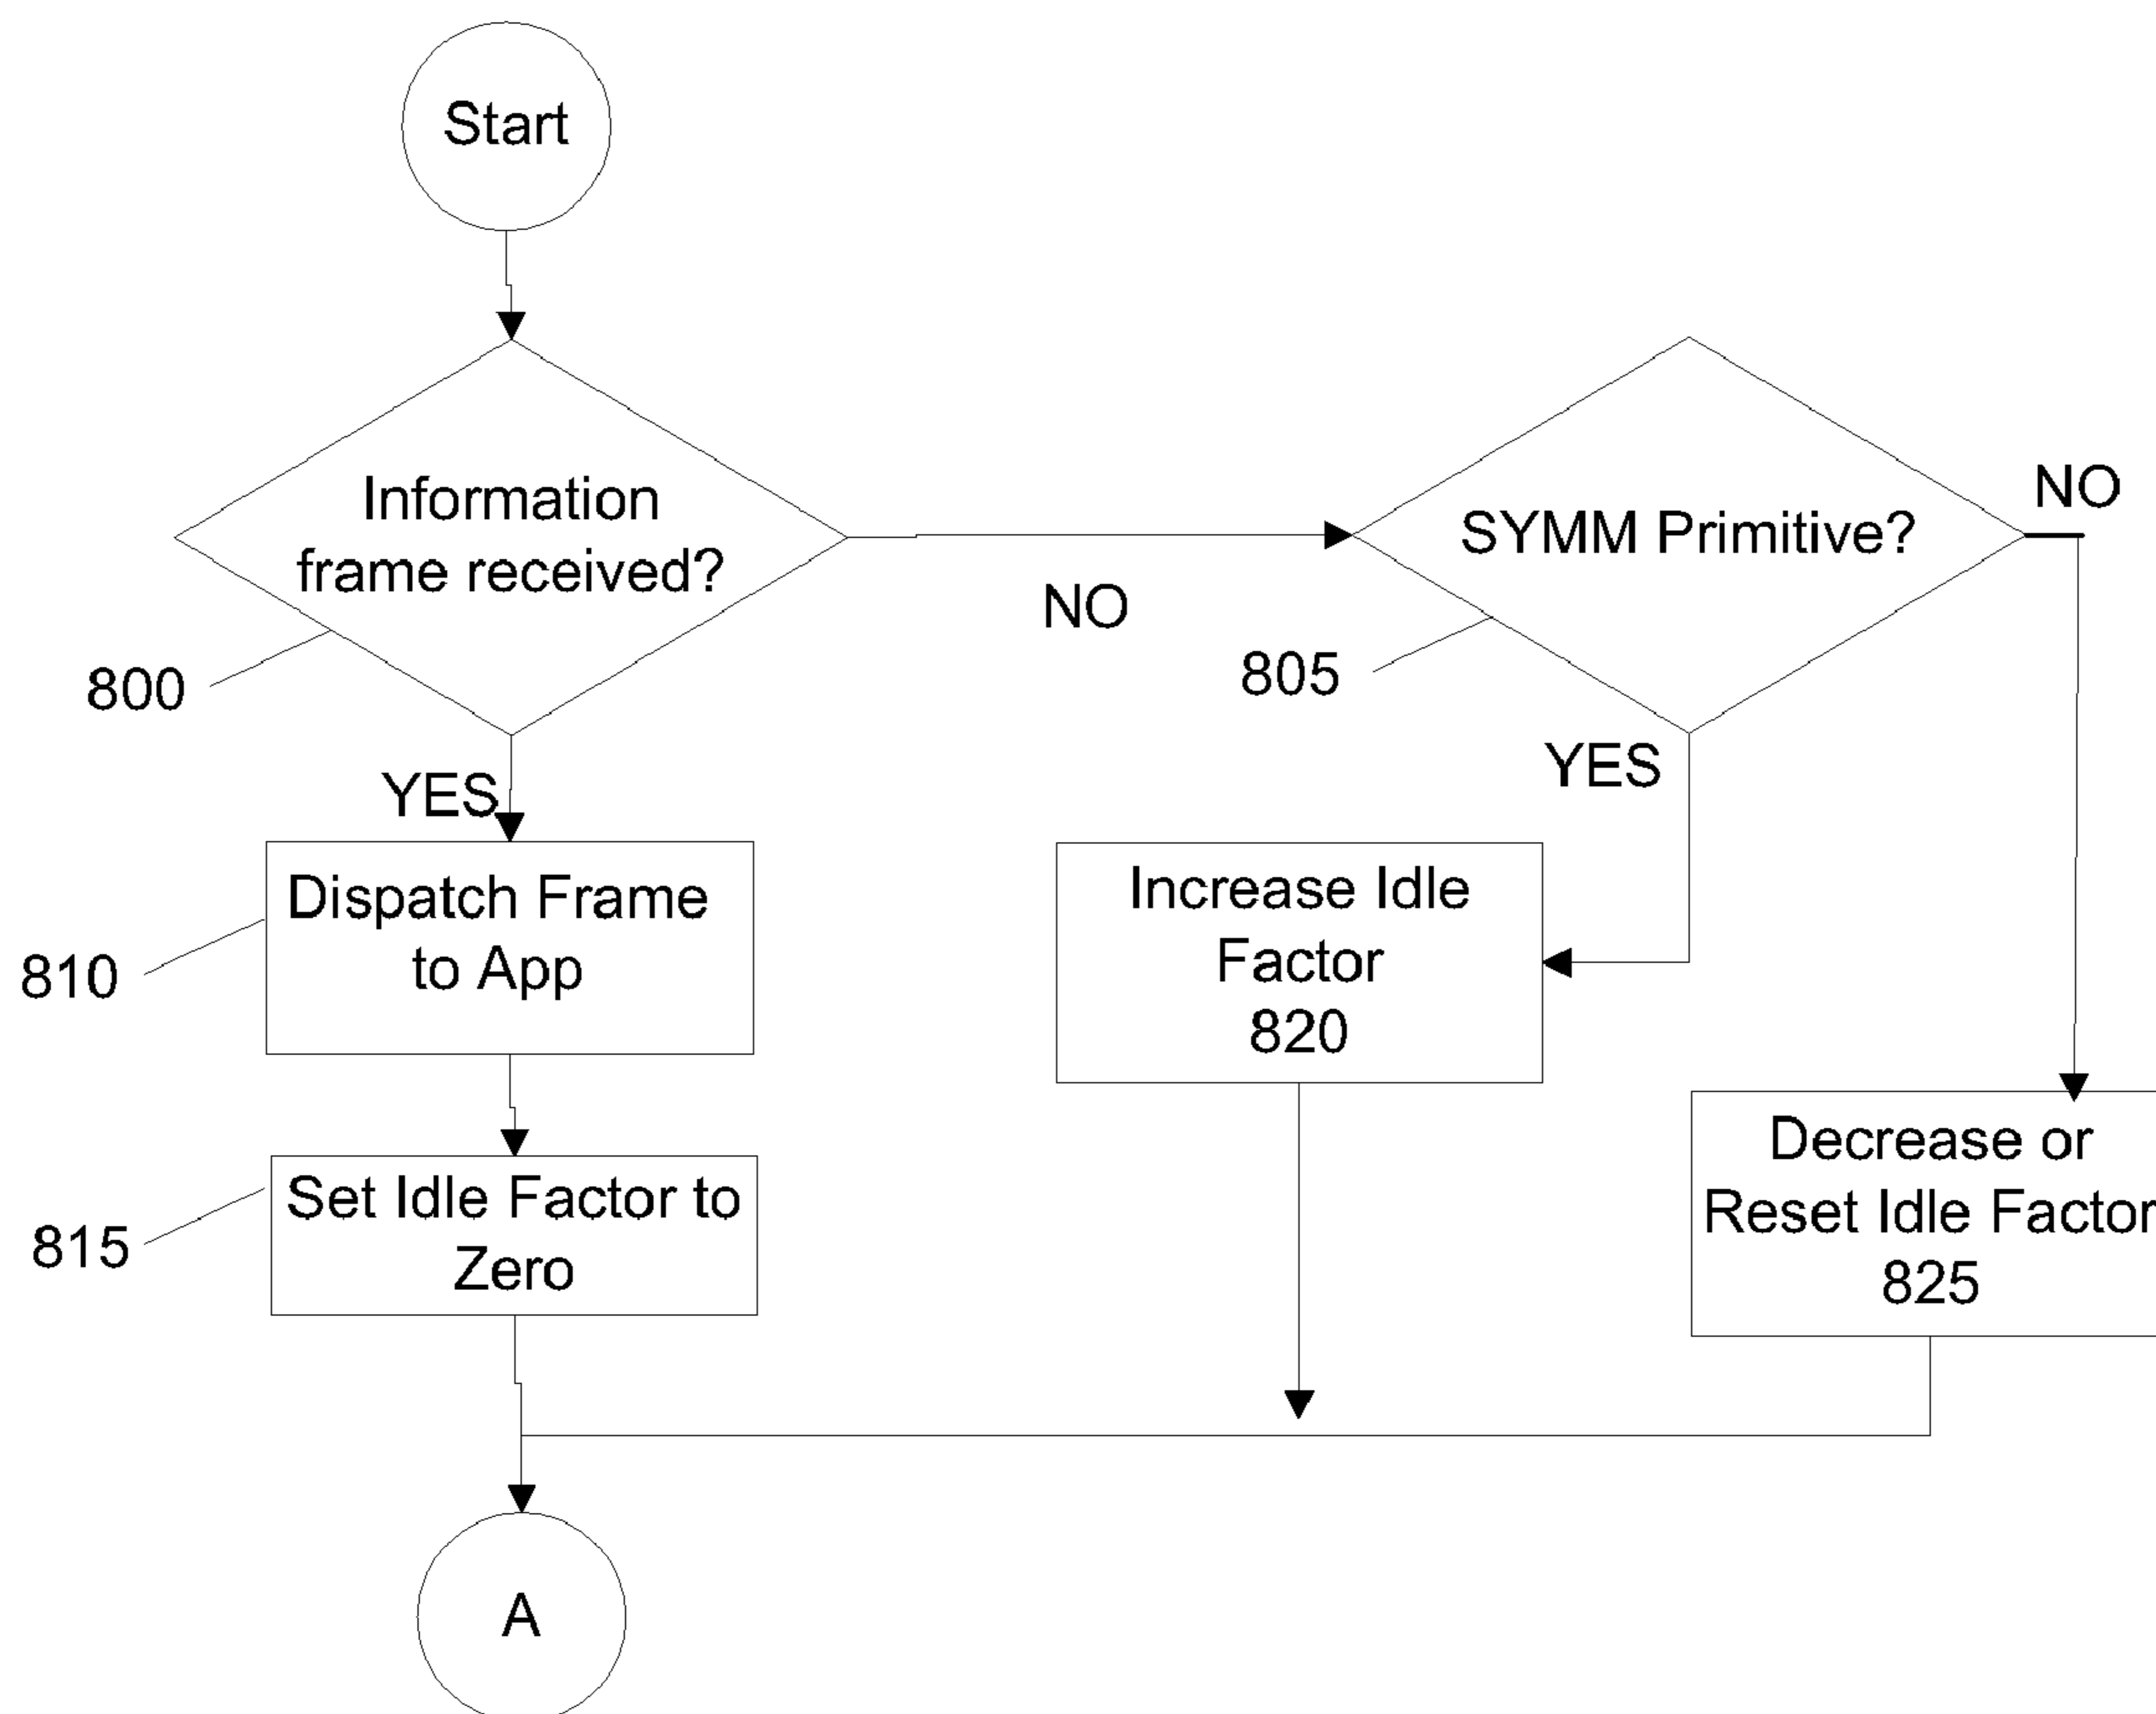 Start
Information
frame received?
800
NO
SYMM Primitive?
805
NO
YES
YES
Dispatch Frame
to App
810
Increase Idle
Factor
820
Set Idle Factor to
Zero
815
Decrease or
Reset Idle Factor
825
A